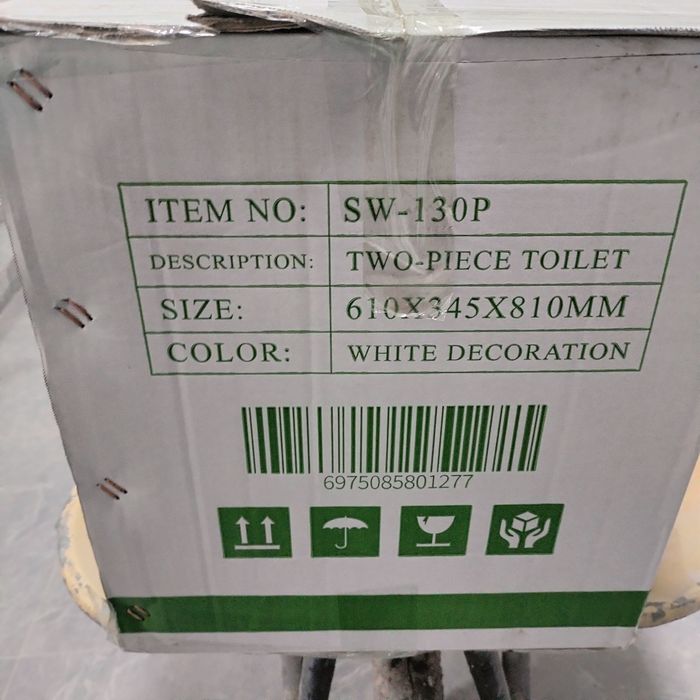 ITEM NO: SW-130P
DESCRIPTION: TWO-PIECE TOILET
SIZE: 610X345X810MM
COLOR: WHITE DECORATION
6975085801277